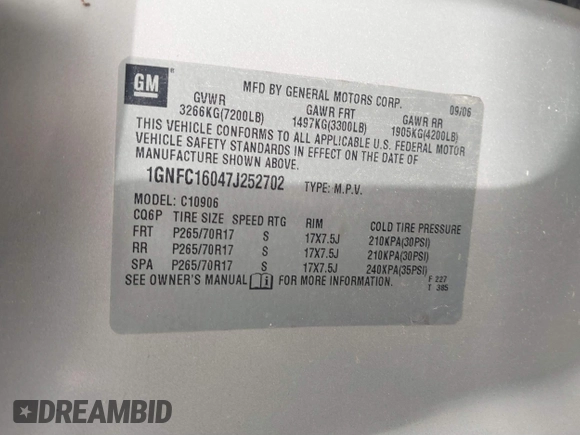 GM ®
MFD BY GENERAL MOTORS CORP. 09/06
GVWR GAWR FRT GAWR RR
3266KG(7200LB) 1497KG(3300LB) 1905KG(4200LB)
THIS VEHICLE CONFORMS TO ALL APPLICABLE U.S. FEDERAL MOTOR
VEHICLE SAFETY STANDARDS IN EFFECT ON THE DATE OF
MANUFACTURE SHOWN ABOVE.
1GNFC16047J252702 TYPE: M.P.V.
MODEL: C10906
CQ6P TIRE SIZE SPEED RTG RIM COLD TIRE PRESSURE
FRT P265/70R17 S 17X7.5J 210KPA(30PSI)
RR P265/70R17 S 17X7.5J 210KPA(30PSI)
SPA P265/70R17 S 17X7.5J 240KPA(35PSI)
SEE OWNER'S MANUAL FOR MORE INFORMATION.
F 227
T 385
DREAMBID